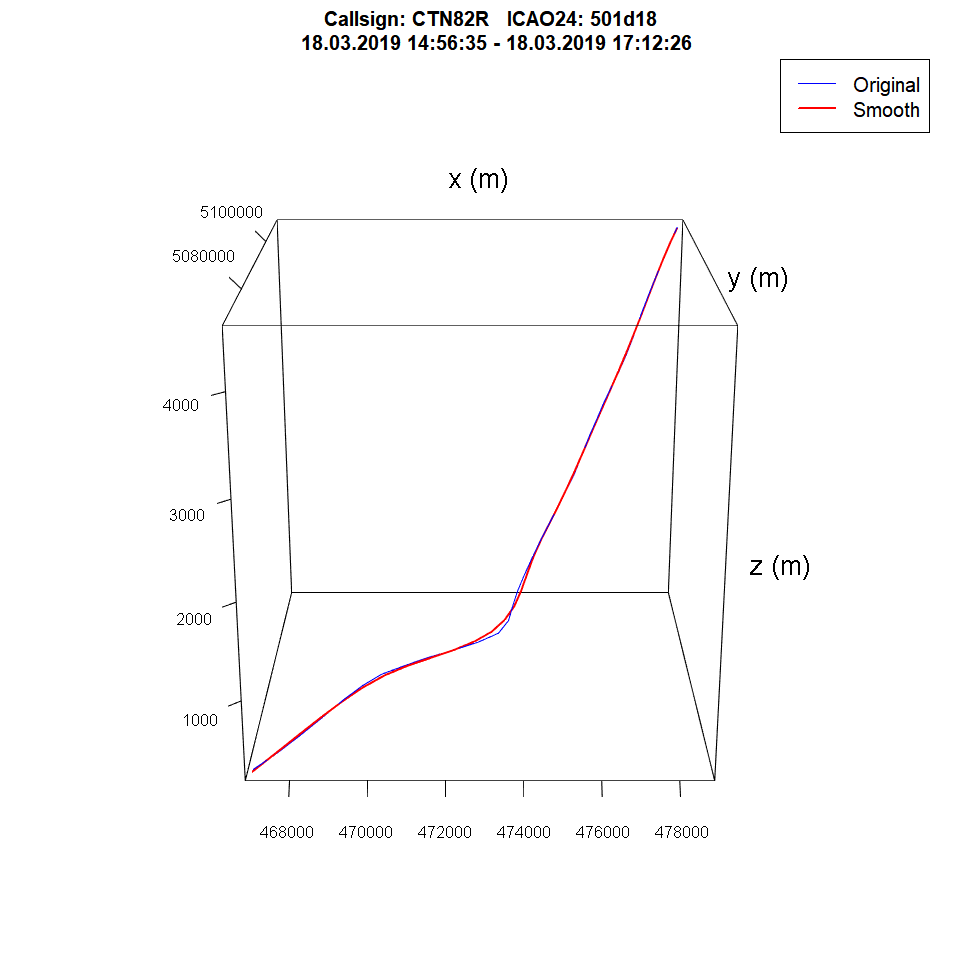 Callsign: CTN82R   ICAO24: 501d18
18.03.2019 14:56:35 - 18.03.2019 17:12:26
Original
Smooth
x (m)
5100000
5080000
y (m)
4000
3000
z (m)
2000
1000
468000 470000 472000 474000 476000 478000